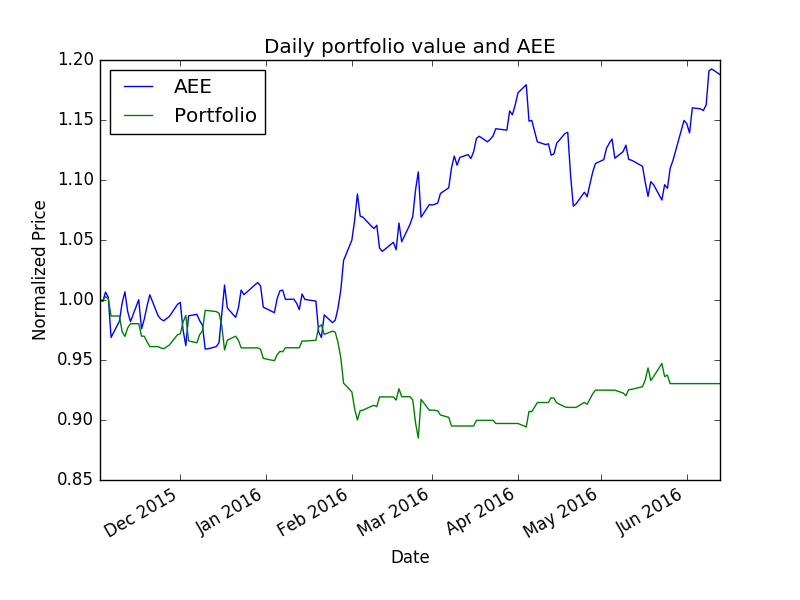 Daily portfolio value and AEE
AEE
Portfolio
1.20
1.15
1.10
1.05
1.00
0.95
0.90
0.85
Normalized Price
Dec 2015
Jan 2016
Feb 2016
Mar 2016
Apr 2016
May 2016
Jun 2016
Date